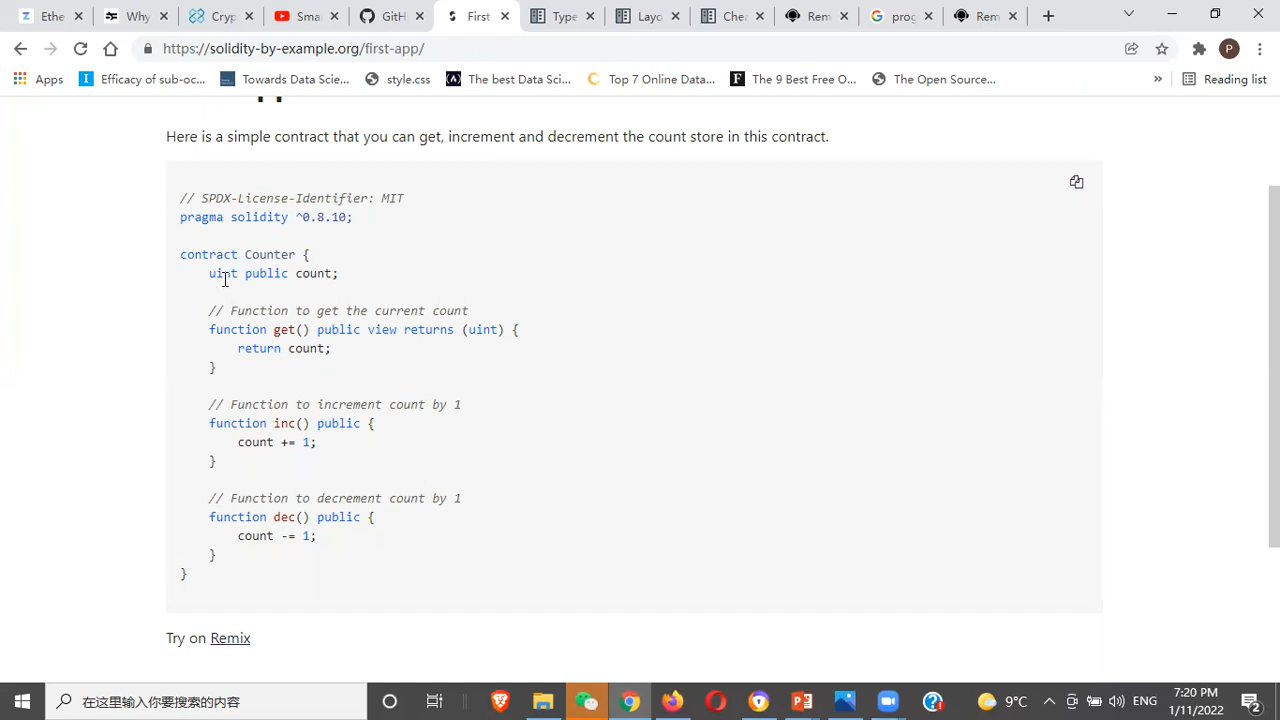 Ethe
Why
Cryp
Sma
GitH
First
Type
Layo
Chea
Rem
prog
Rem
https://solidity-by-example.org/first-app/
P
Apps
Efficacy of sub-oc...
Towards Data Scie...
style.css
The best Data Sci...
Top 7 Online Data...
The 9 Best Free O...
The Open Source...
»
Reading list
Here is a simple contract that you can get, increment and decrement the count store in this contract.
// SPDX-License-Identifier: MIT
pragma solidity ^0.8.10;
contract Counter {
uint public count;
// Function to get the current count
function get() public view returns (uint) {
return count;
}
// Function to increment count by 1
function inc() public {
count += 1;
}
// Function to decrement count by 1
function dec() public {
count -= 1;
}
}
Try on Remix
在这里输入你要搜索的内容
9°C
ENG
7:20 PM
1/11/2022
2